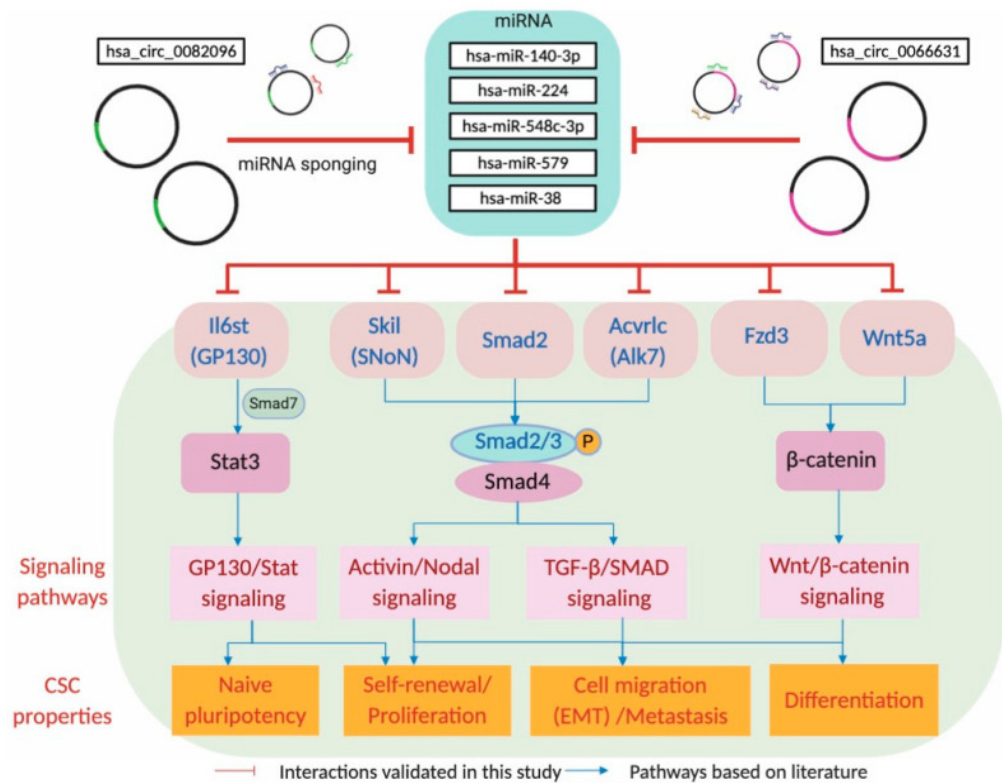 miRNA
hsa_circ_0082096
hsa_circ_0066631
hsa-miR-140-3p
hsa-miR-224
hsa-miR-548c-3p
hsa-miR-579
hsa-miR-38
miRNA sponging
Il6st
(GP130)
Skil
(SNoN)
Smad2
Acvrlc
(Alk7)
Fzd3
Wnt5a
Smad7
Stat3
Smad2/3
P
Smad4
β-catenin
Signaling
pathways
GP130/Stat
signaling
Activin/Nodal
signaling
TGF-β/SMAD
signaling
Wnt/β-catenin
signaling
CSC
properties
Naive
pluripotency
Self-renewal/
Proliferation
Cell migration
(EMT) /Metastasis
Differentiation
Interactions validated in this study
Pathways based on literature